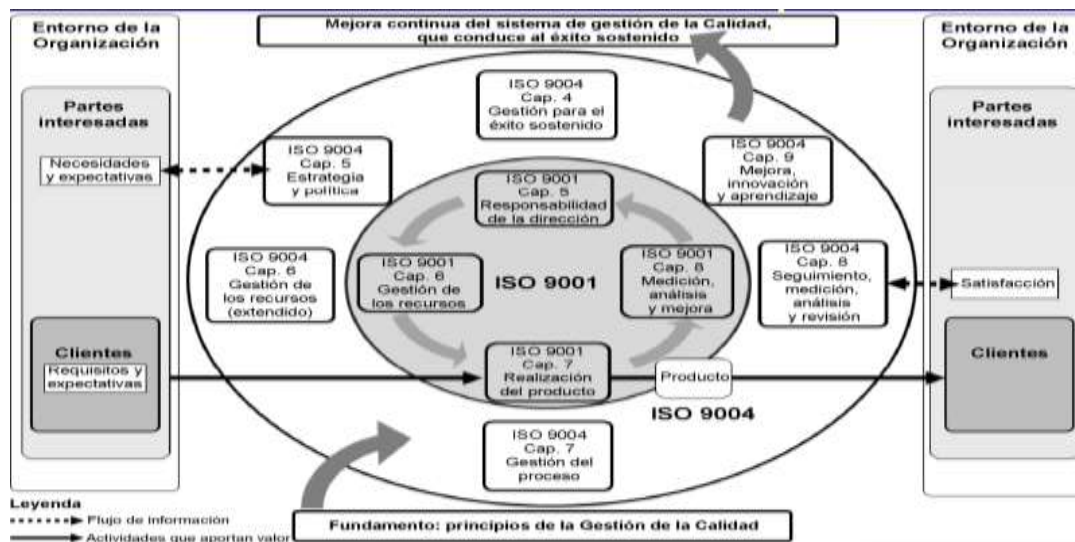 Entorno de la
Organización
Mejora continua del sistema de gestión de la Calidad,
que conduce al éxito sostenido
Entorno de la
Organización
Partes
interesadas
Necesidades
y expectativas
Clientes
Requisitos y
expectativas
ISO 9004
Cap. 4
Gestión para el
éxito sostenido
ISO 9004
Cap. 5
Estrategia
y política
ISO 9004
Cap. 9
Mejora,
innovación
y aprendizaje
ISO 9001
Cap. 5
Responsabilidad
de la dirección
ISO 9004
Cap. 6
Gestión de
los recursos
(extendido)
ISO 9001
Cap. 6
Gestión de
los recursos
ISO 9001
ISO 9001
Cap. 8
Medición,
análisis
y mejora
ISO 9004
Cap. 8
Seguimiento,
medición,
análisis
y revisión
ISO 9001
Cap. 7
Realización
del producto
Producto
ISO 9004
ISO 9004
Cap. 7
Gestión del
proceso
Partes
interesadas
Satisfacción
Clientes
Leyenda
Flujo de información
Actividades que aportan valor
Fundamento: principios de la Gestión de la Calidad